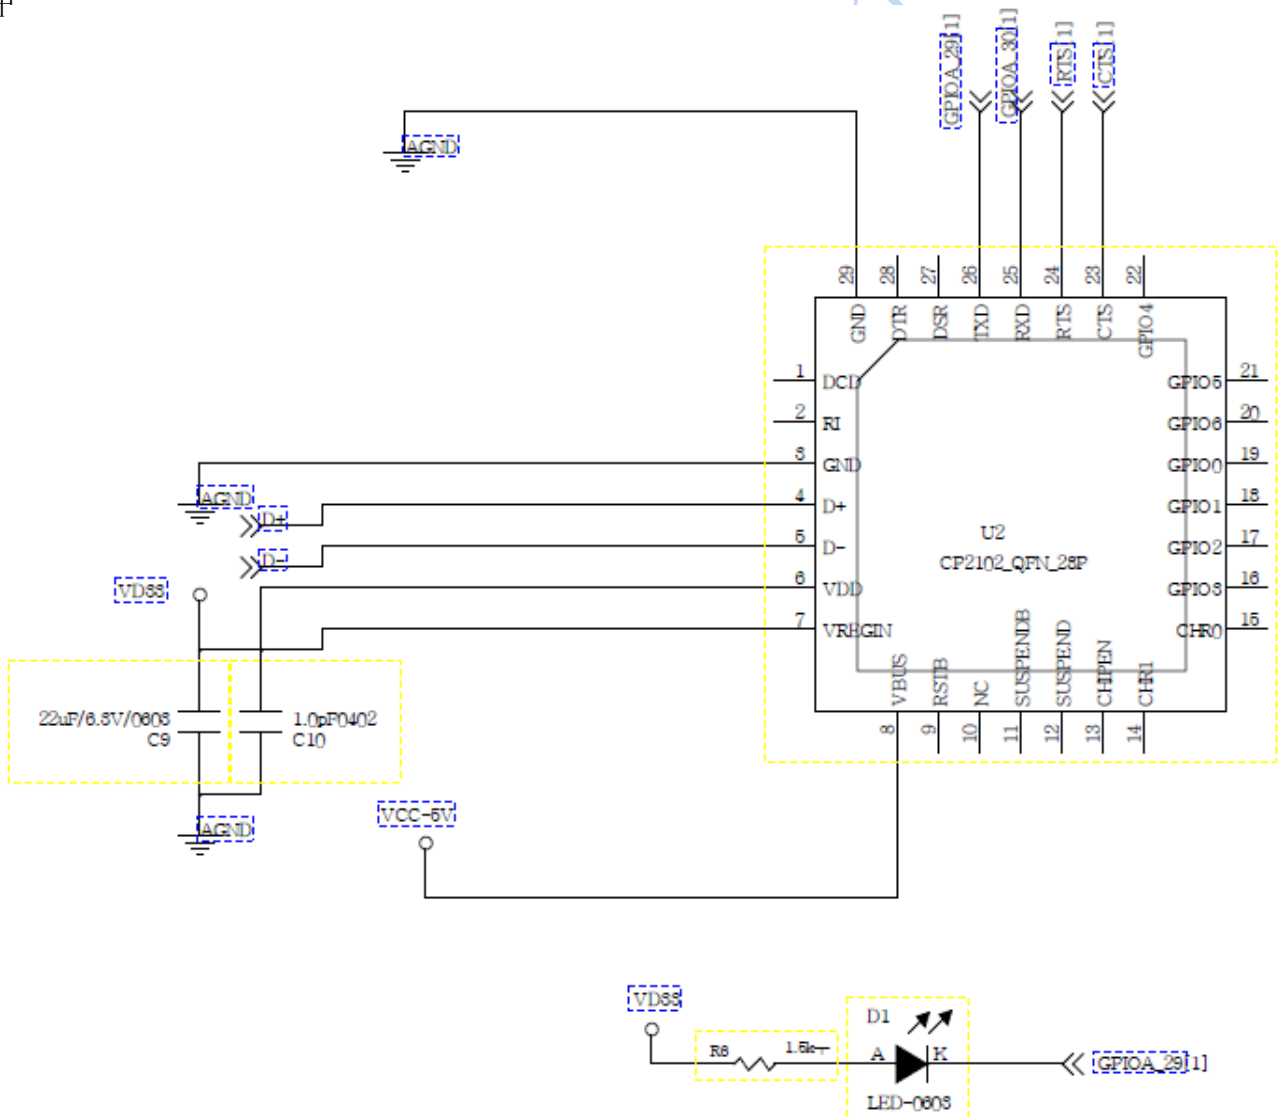 GPIOA_29[1]
GPIOA_30[1]
RTS[1]
CTS[1]
AGND
29
28
27
26
25
24
23
22
GND
DTR
DSR
TXD
RXD
RTS
CTS
GPIO4
1 DCD
2 RI
3 GND
4 D+
5 D-
6 VDD
7 VREGIN
GPIO5 21
GPIO6 20
GPIO0 19
GPIO1 18
GPIO2 17
GPIO3 16
CHR0 15
AGND
D+
D-
VD33
U2
CP2102_QFN_28P
VBUS
RSTB
NC
SUSPENDB
SUSPEND
CHIPEN
CHR1
8
9
10
11
12
13
14
22uF/6.3V/0603
C9
1.0pF0402
C10
AGND
VCC-5V
VD33
R6
1.5k
D1
A
K
LED-0603
GPIOA_29[1]